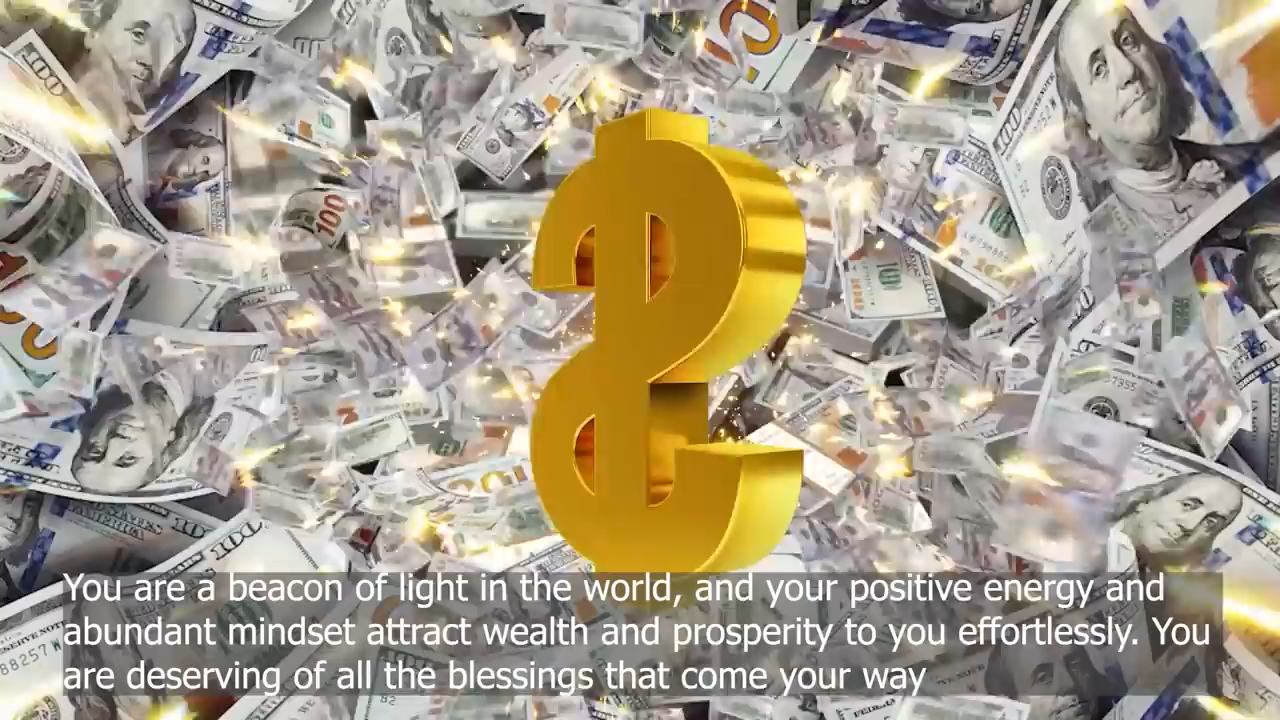 You are a beacon of light in the world, and your positive energy and
abundant mindset attract wealth and prosperity to you effortlessly. You
are deserving of all the blessings that come your way